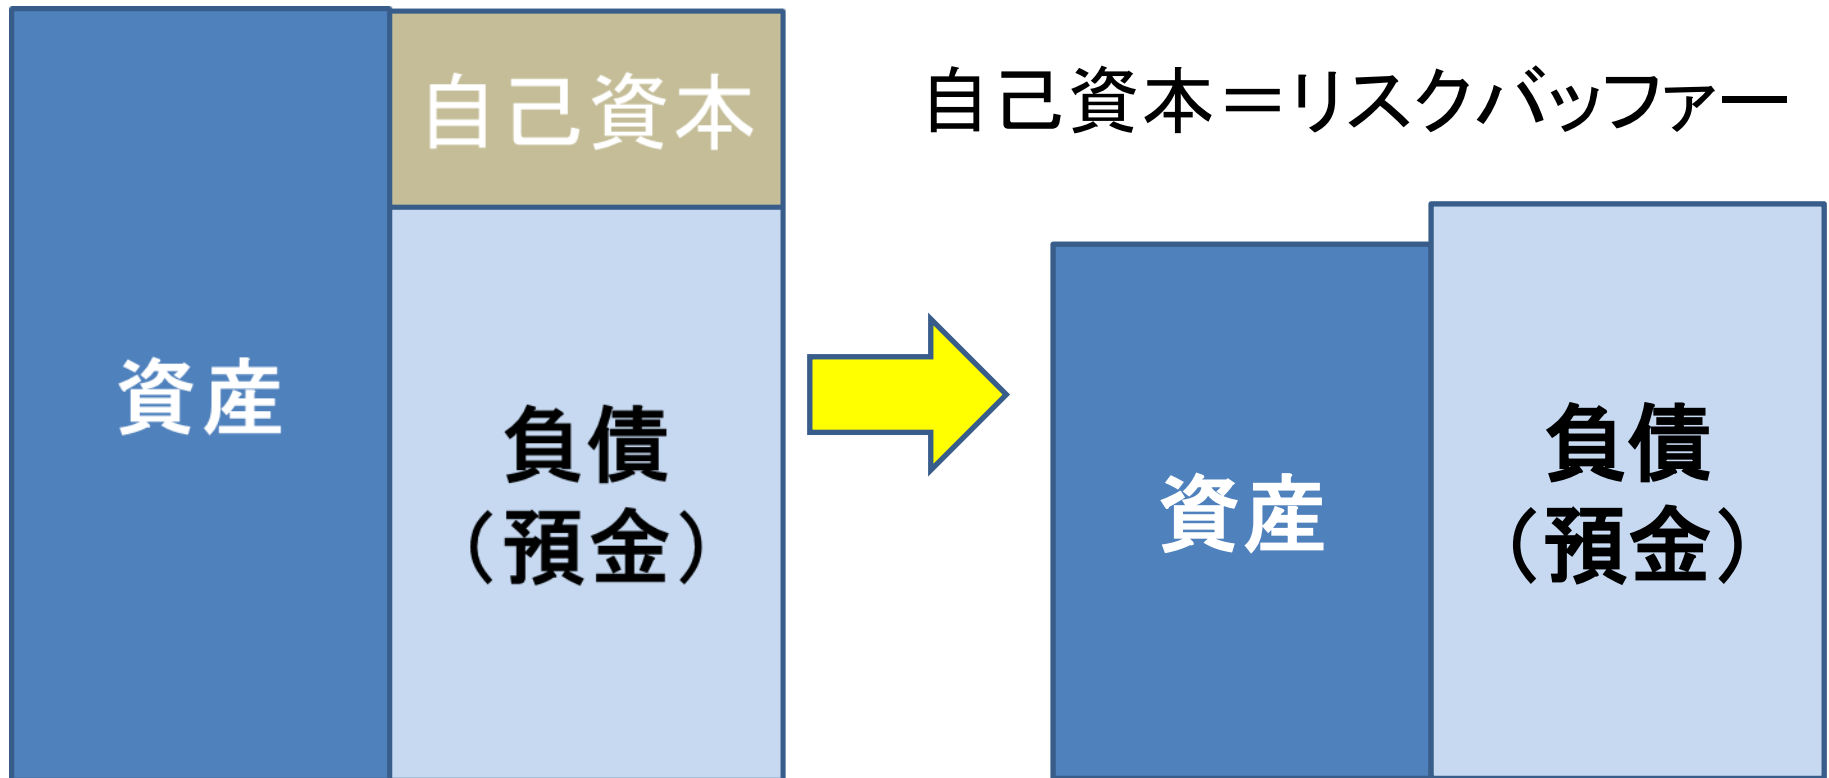 自己資本
資産
負債
（預金）
自己資本＝リスクバッファー
資産
負債
（預金）